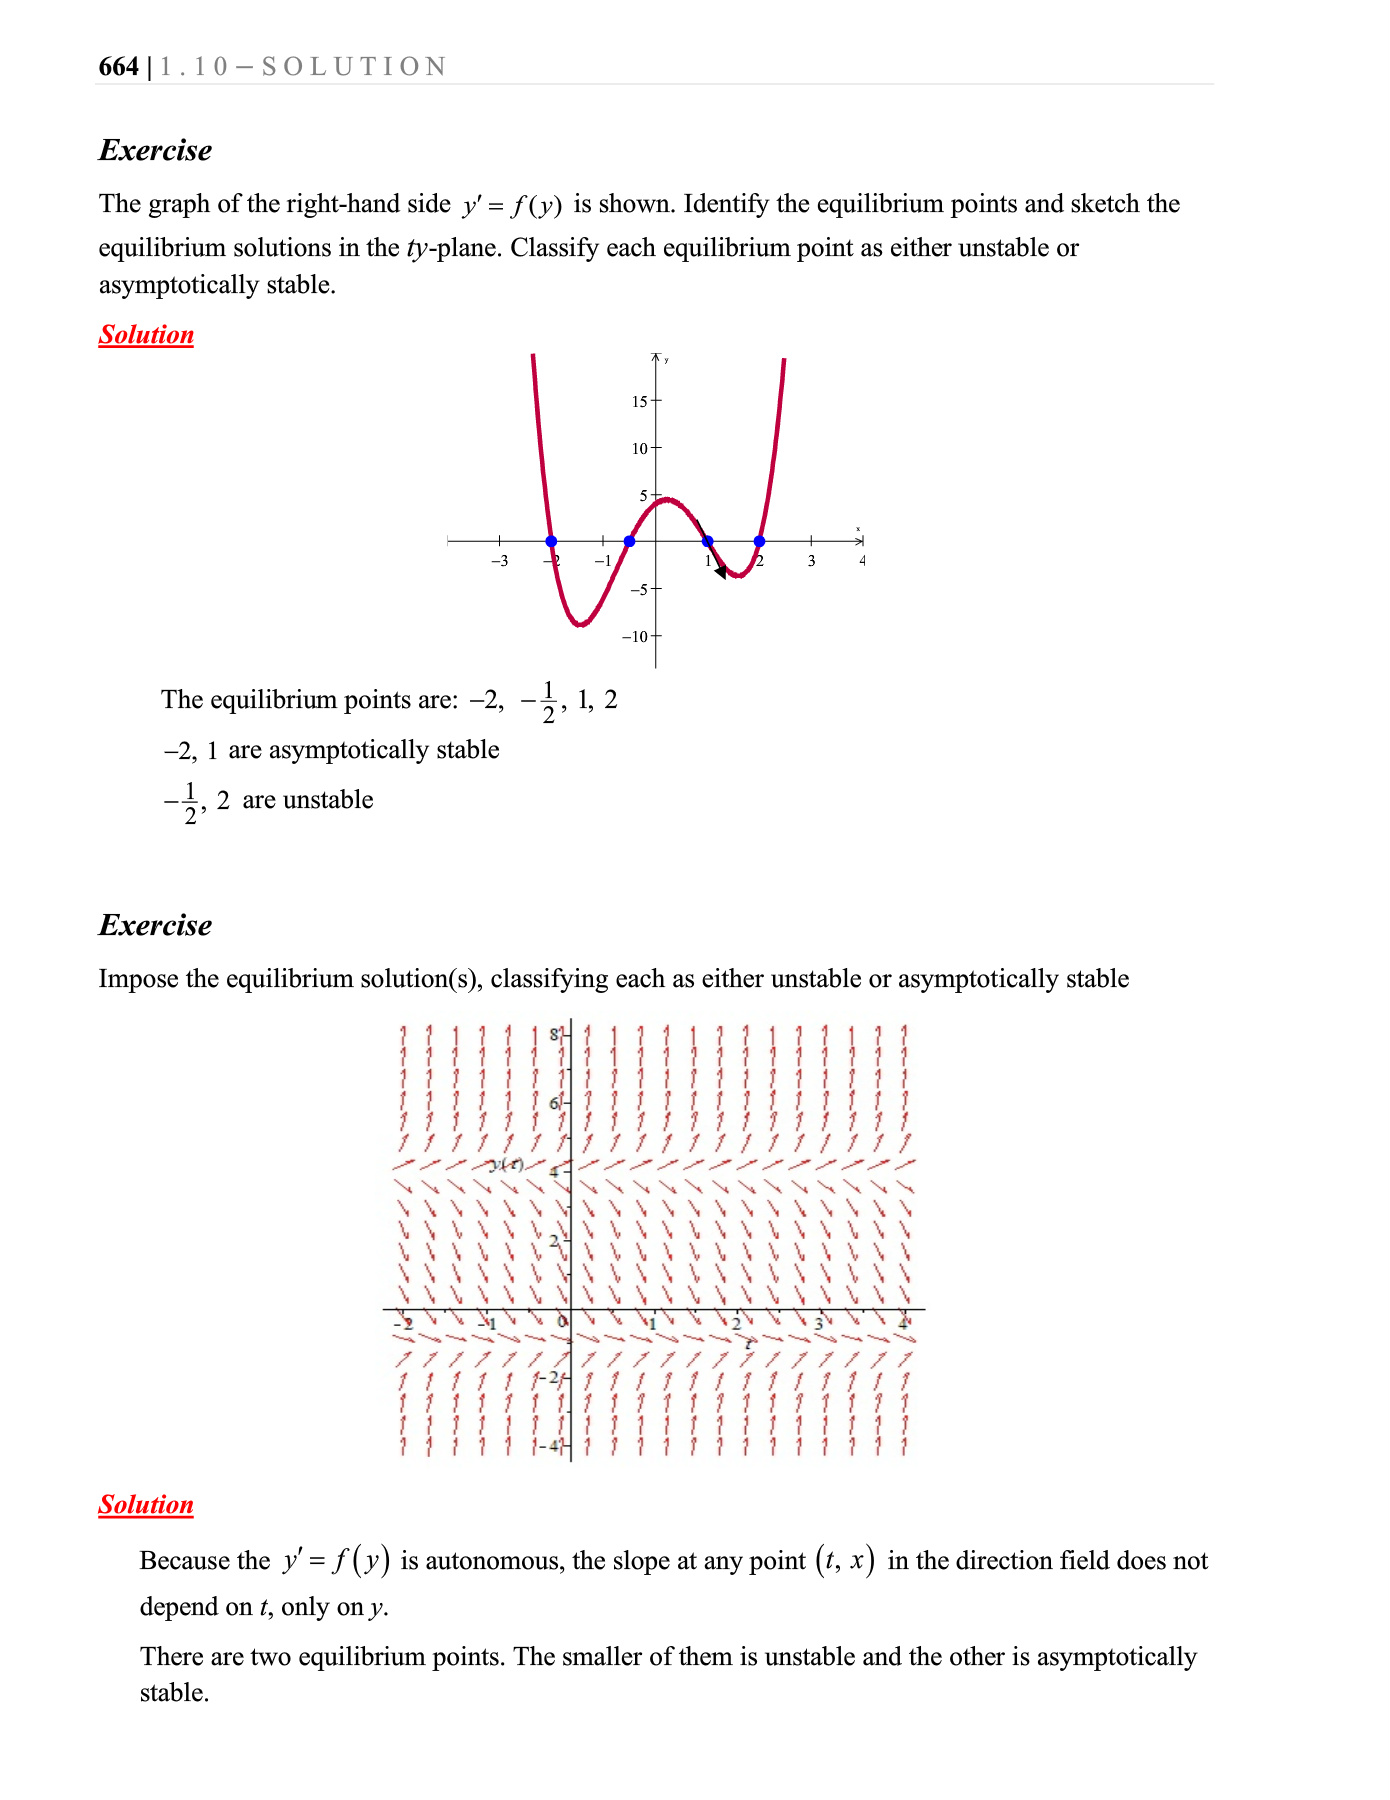 664 | 1 . 1 0 – S O L U T I O N
Exercise
The graph of the right-hand side y′ = f(y) is shown. Identify the equilibrium points and sketch the
equilibrium solutions in the ty-plane. Classify each equilibrium point as either unstable or
asymptotically stable.
Solution
y
15
10
5
x
–3 –2 –1 1 2 3 4
–5
–10
The equilibrium points are: –2, –1/2, 1, 2
–2, 1 are asymptotically stable
–1/2, 2 are unstable
Exercise
Impose the equilibrium solution(s), classifying each as either unstable or asymptotically stable
8
6
y(t)
4
2
-2 -1 0 1 2 3 4
t
-2
-4
Solution
Because the y′ = f(y) is autonomous, the slope at any point (t, x) in the direction field does not
depend on t, only on y.
There are two equilibrium points. The smaller of them is unstable and the other is asymptotically
stable.